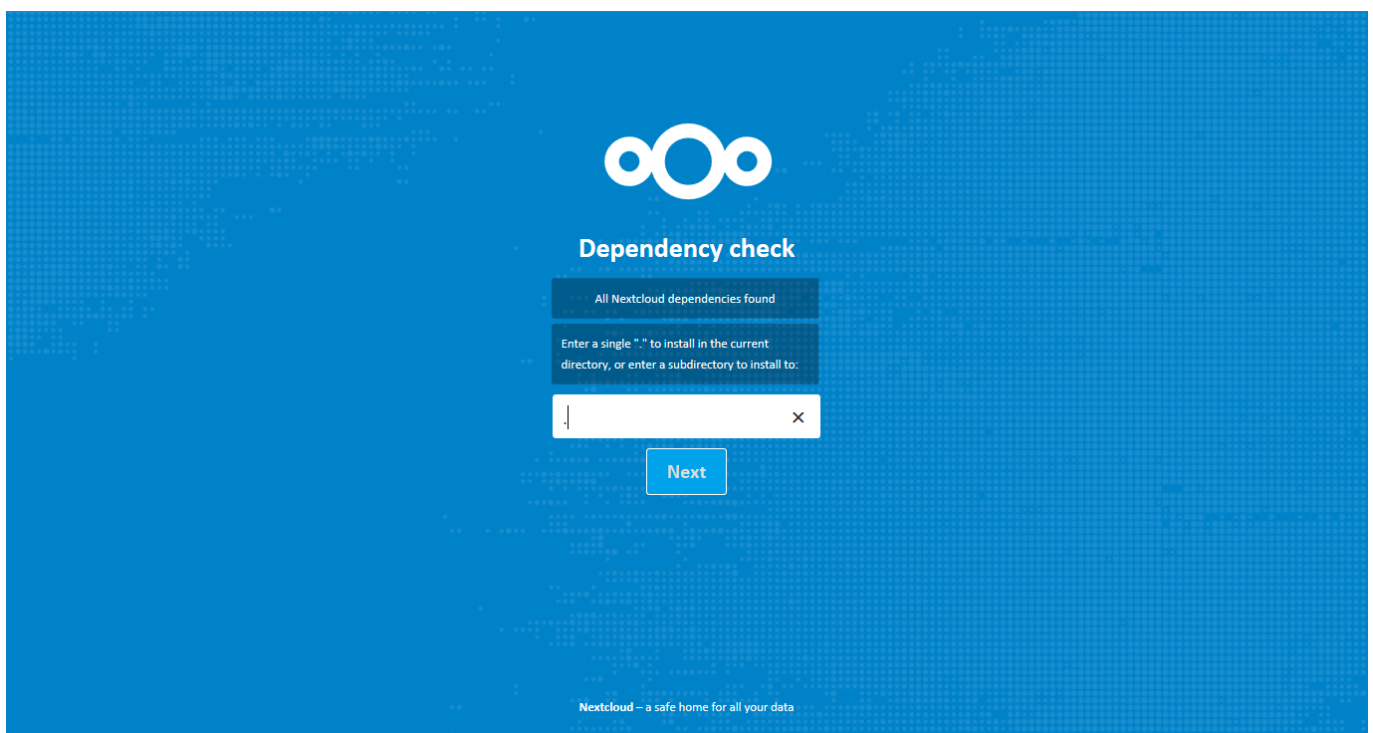 Dependency check
All Nextcloud dependencies found
Enter a single "." to install in the current
directory, or enter a subdirectory to install to:
.
Next
Nextcloud – a safe home for all your data